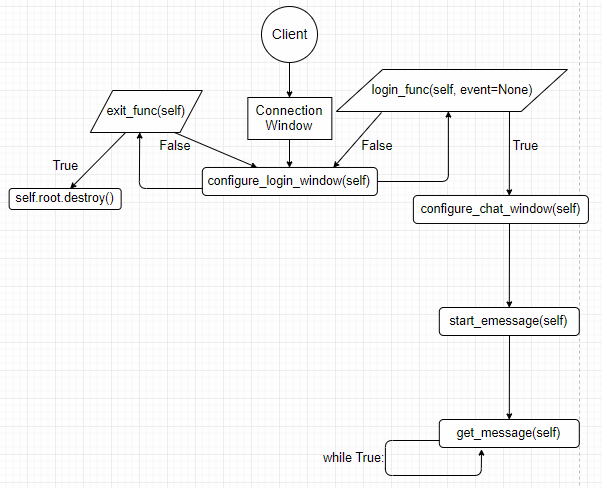 Client
login_func(self, event=None)
exit_func(self)
Connection
Window
False
False
True
True
configure_login_window(self)
self.root.destroy()
configure_chat_window(self)
start_emessage(self)
get_message(self)
while True: